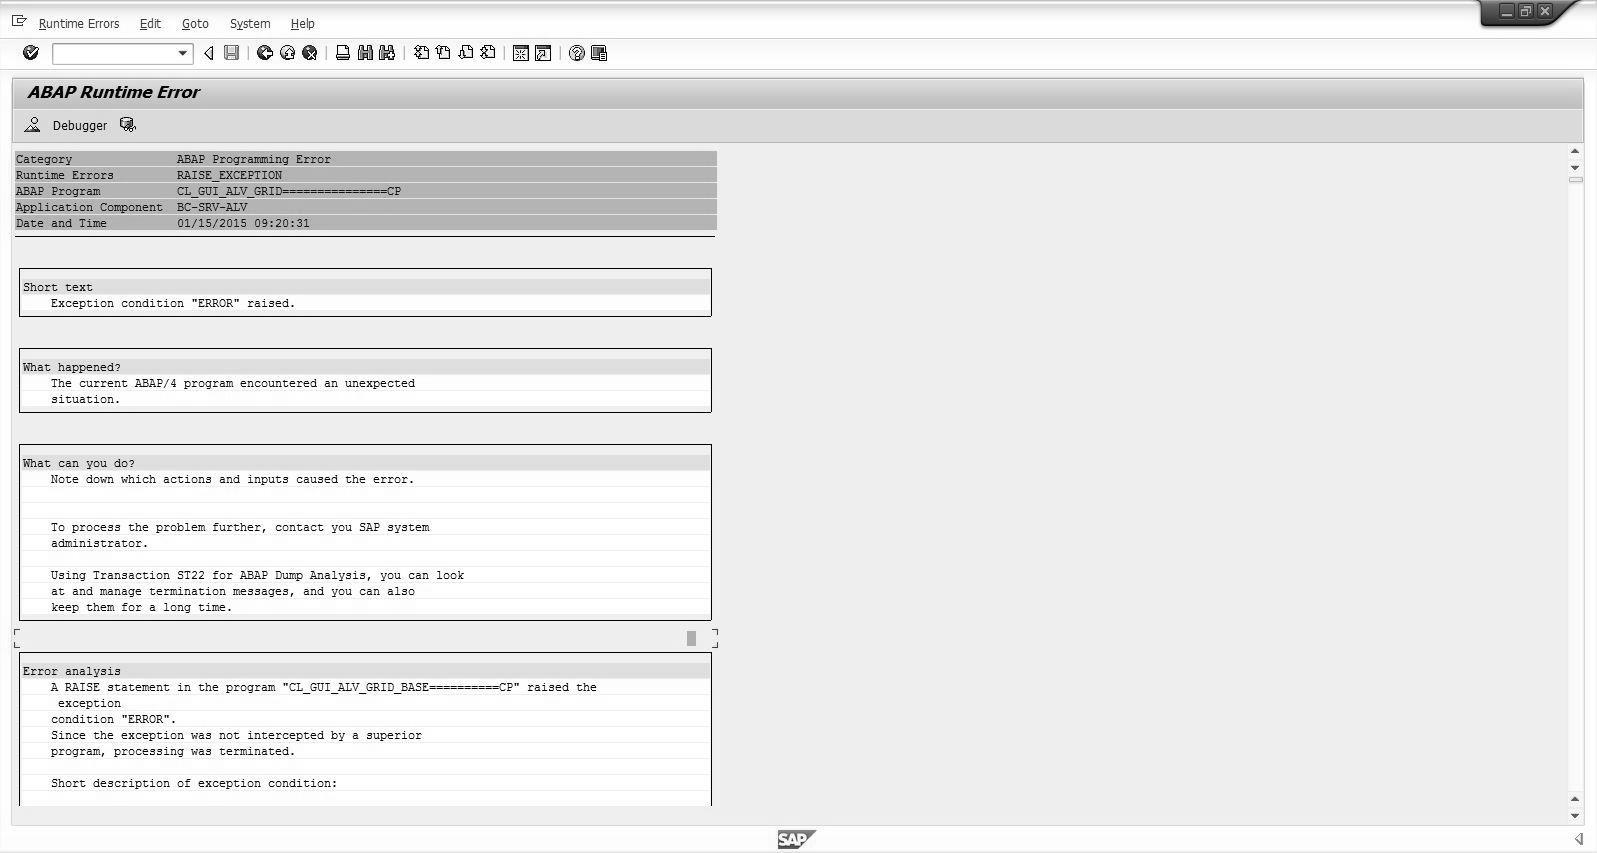 Runtime Errors Edit Goto System Help
ABAP Runtime Error
Debugger
Category ABAP Programming Error
Runtime Errors RAISE_EXCEPTION
ABAP Program CL_GUI_ALV_GRID===============CP
Application Component BC-SRV-ALV
Date and Time 01/15/2015 09:20:31
Short text
Exception condition "ERROR" raised.
What happened?
The current ABAP/4 program encountered an unexpected
situation.
What can you do?
Note down which actions and inputs caused the error.
To process the problem further, contact you SAP system
administrator.
Using Transaction ST22 for ABAP Dump Analysis, you can look
at and manage termination messages, and you can also
keep them for a long time.
Error analysis
A RAISE statement in the program "CL_GUI_ALV_GRID_BASE==========CP" raised the
exception
condition "ERROR".
Since the exception was not intercepted by a superior
program, processing was terminated.
Short description of exception condition:
SAP